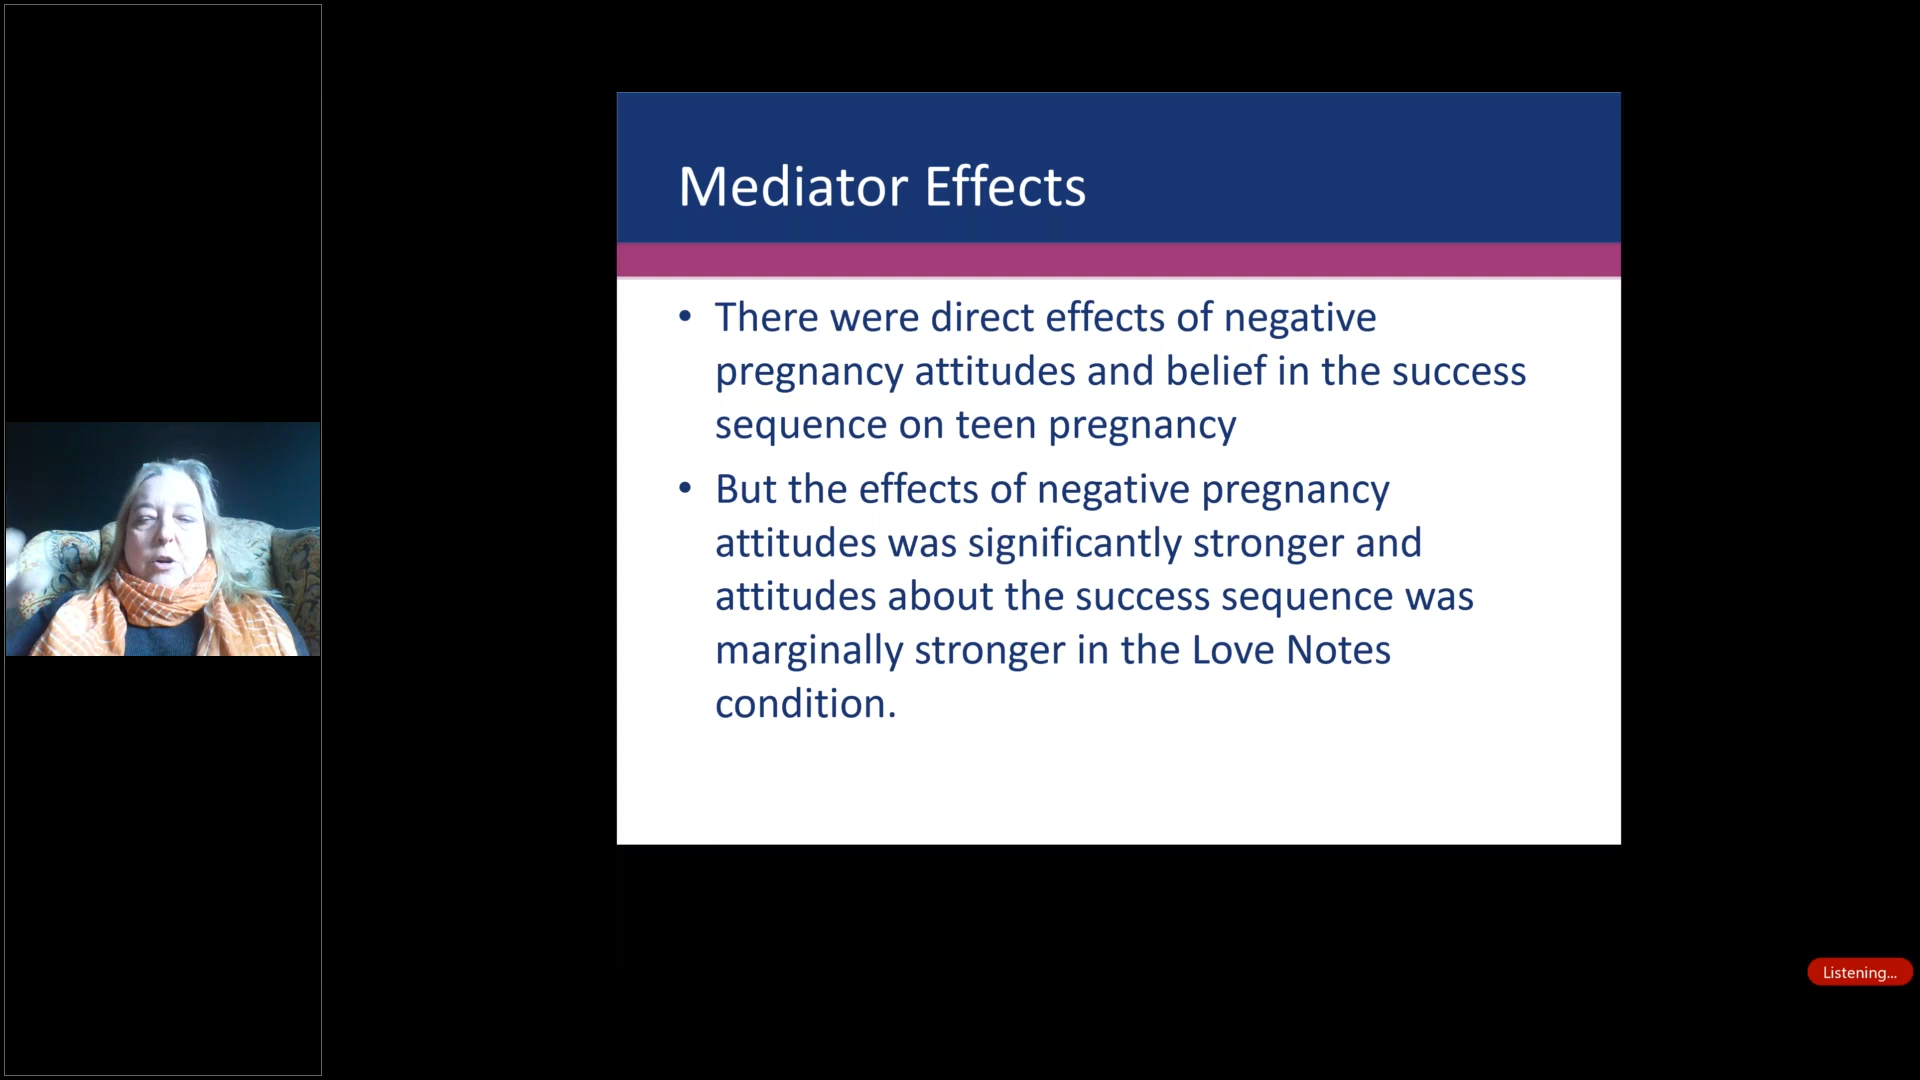 Mediator Effects
• There were direct effects of negative
pregnancy attitudes and belief in the success
sequence on teen pregnancy
• But the effects of negative pregnancy
attitudes was significantly stronger and
attitudes about the success sequence was
marginally stronger in the Love Notes
condition.
Listening...